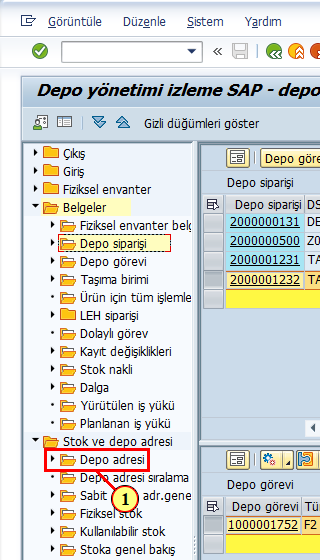 Görüntüle Düzenle Sistem Yardım
Depo yönetimi izleme SAP - depo
Gizli düğümleri göster
Çıkış
Giriş
Fiziksel envanter
Belgeler
Fiziksel envanter belg
Depo siparişi
Depo görevi
Taşıma birimi
Ürün için tüm işlemle
LEH siparişi
Dolaylı görev
Kayıt değişiklikleri
Stok nakli
Dalga
Yürütülen iş yükü
Planlanan iş yükü
Stok ve depo adresi
Depo adresi
Depo adresi sıralama
Sabit depo adr.gene
Fiziksel stok
Kullanılabilir stok
Stoka genel bakış
1
Depo göre
Depo siparişi
Depo siparişi DS
2000000131 DE
2000000500 Z0
2000001231 TA
2000001232 TA
Depo görevi
Depo görevi Tü
1000001752 F2